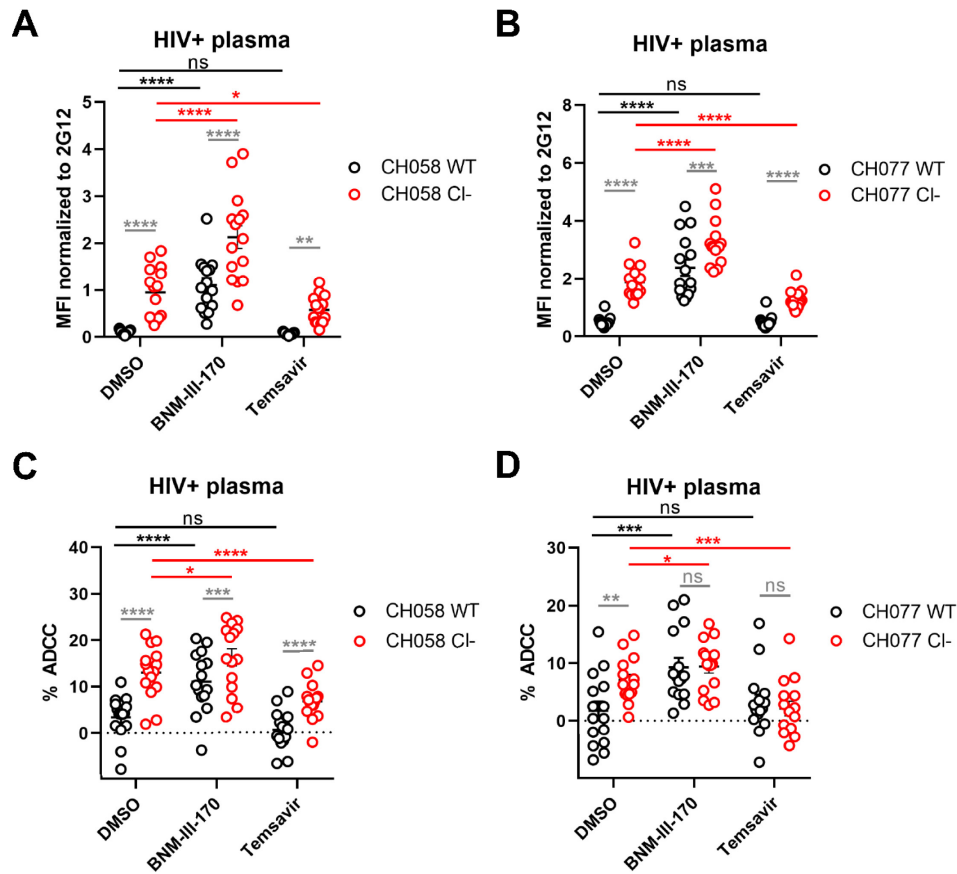 A
HIV+ plasma
ns
****
*
****
****
****
**
MFI normalized to 2G12
5
4
3
2
1
0
DMSO
BNM-III-170
Temsavir
CH058 WT
CH058 Cl-
B
HIV+ plasma
ns
****
****
****
***
****
****
MFI normalized to 2G12
8
6
4
2
0
DMSO
BNM-III-170
Temsavir
CH077 WT
CH077 Cl-
C
HIV+ plasma
ns
****
****
*
***
****
****
% ADCC
40
30
20
10
0
DMSO
BNM-III-170
Temsavir
CH058 WT
CH058 Cl-
D
HIV+ plasma
ns
***
***
*
ns
ns
**
% ADCC
30
20
10
0
DMSO
BNM-III-170
Temsavir
CH077 WT
CH077 Cl-